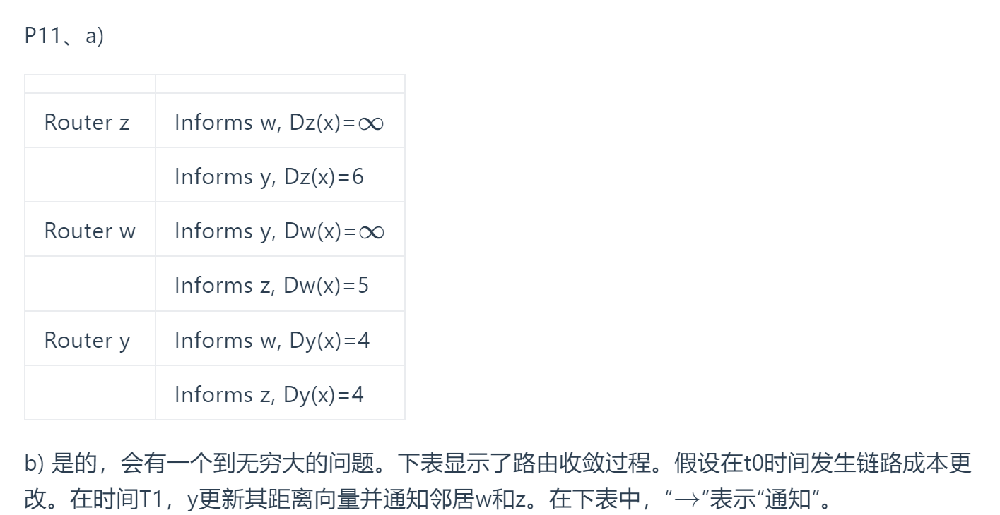 P11、a)
Router z Informs w, Dz(x)=∞
Informs y, Dz(x)=6
Router w Informs y, Dw(x)=∞
Informs z, Dw(x)=5
Router y Informs w, Dy(x)=4
Informs z, Dy(x)=4
b) 是的，会有一个到无穷大的问题。下表显示了路由收敛过程。假设在t0时间发生链路成本更
改。在时间T1，y更新其距离向量并通知邻居w和z。在下表中，“→”表示“通知”。